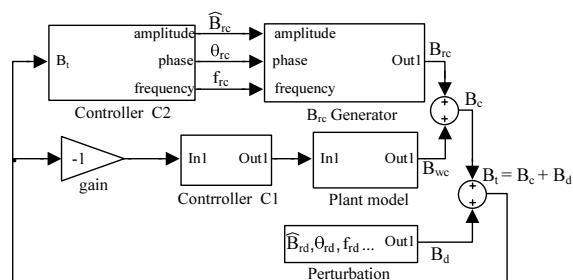 B̂rc
amplitude
amplitude
Brc
Bt
phase
θrc
phase
Out1
frequency
frc
frequency
Controller C2
Brc Generator
+
+
Bc
-1
gain
In1 Out1
Contrroller C1
In1 Out1
Plant model
Bwc
+
+
Bt = Bc + Bd
B̂rd,θrd, frd ... Out1
Bd
Perturbation